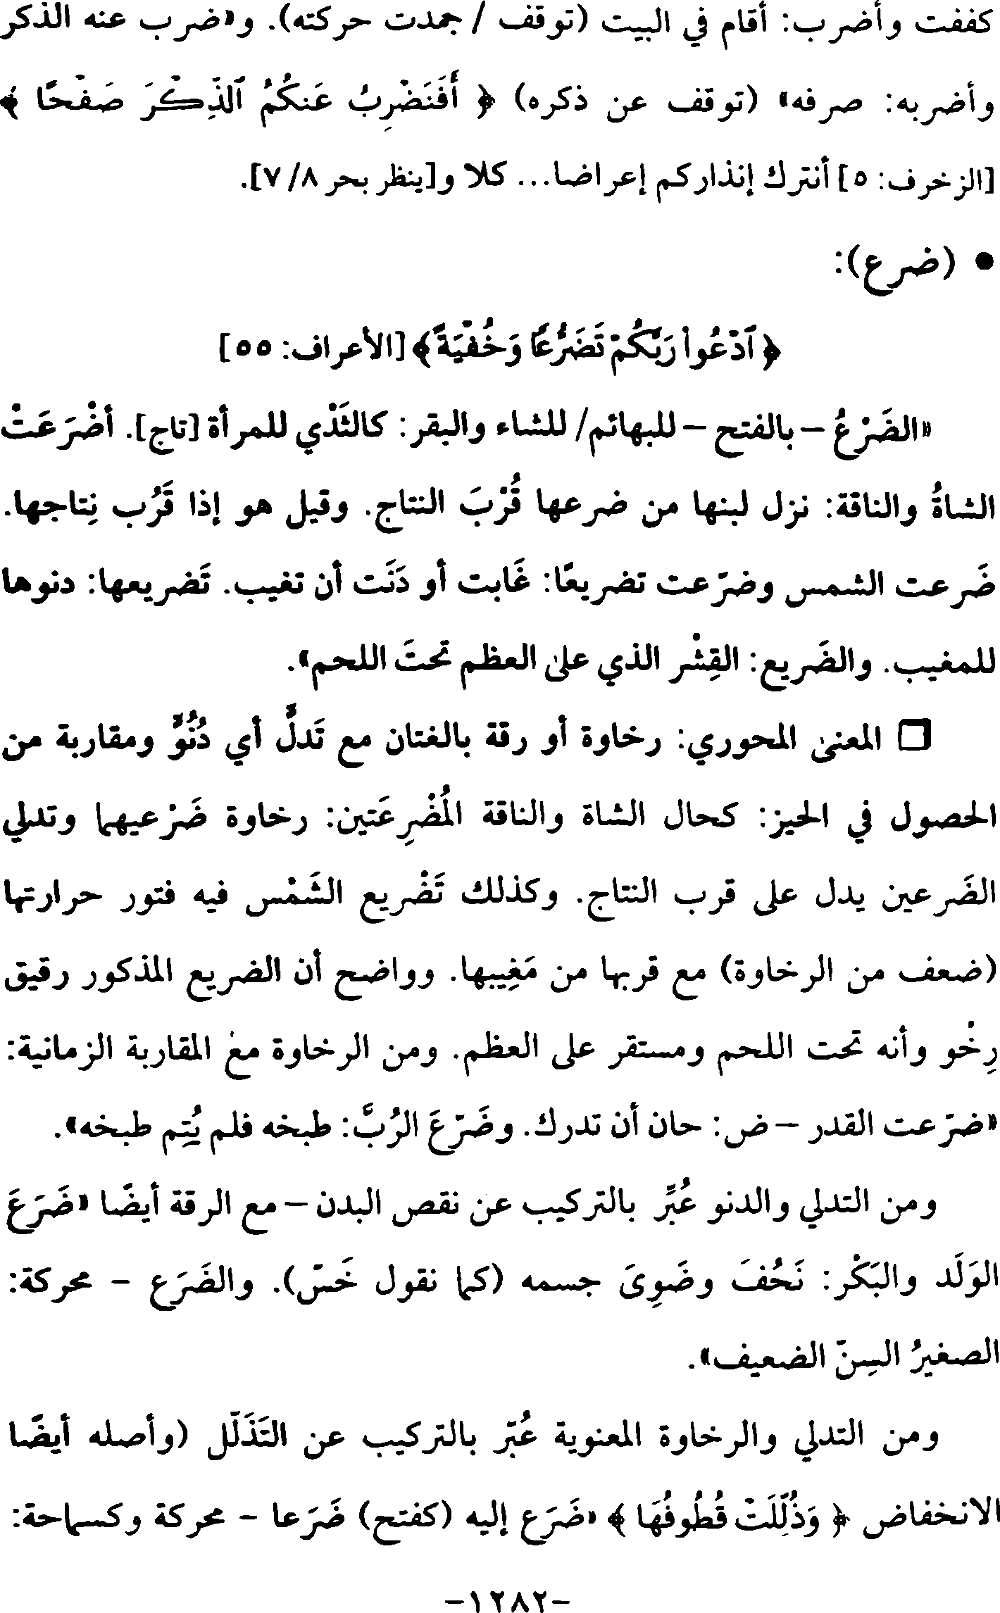 كففت وأضرب: أقام في البيت (توقف / جمدت حركته). و«ضرب عنه الذكر
وأضربه: صرفه» (توقف عن ذكره) ﴿ أَفَنَضْرِبُ عَنكُمُ ٱلذِّكْرَ صَفْحًا ﴾
[الزخرف: ٥] أنترك إنذاركم إعراضا... كلا و[ينظر بحر ٨/ ٧].
● (ضرع):
﴿ ٱدْعُواْ رَبَّكُمْ تَضَرُّعًا وَخُفْيَةً﴾ [الأعراف: ٥٥]
«الضَرْعُ – بالفتح – للبهائم/ للشاء والبقر: كالثَدْي للمرأة [تاج]. أضْرَعَتْ
الشاةُ والناقة: نزل لبنها من ضرعها قُرْبَ النتاج. وقيل هو إذا قَرُب نِتاجها.
ضَرعت الشمس وضرّعت تضريعًا: غَابت أو دَنَت أن تغيب. تَضريعها: دنوها
للمغيب. والضَريع: القِشْر الذي على العظم تحتَ اللحم».
□ المعنى المحوري: رخاوة أو رقة بالغتان مع تَدلٍّ أي دُنُوٍّ ومقاربة من
الحصول في الحيز: كحال الشاة والناقة المُضْرِعَتين: رخاوة ضَرْعيهما وتدلي
الضَرعين يدل على قرب النتاج. وكذلك تَضْريع الشَمْس فيه فتور حرارتها
(ضعف من الرخاوة) مع قربها من مَغِيبها. وواضح أن الضريع المذكور رقيق
رِخْو وأنه تحت اللحم ومستقر على العظم. ومن الرخاوة مع المقاربة الزمانية:
«ضرّعت القدر – ض: حان أن تدرك. وضَرّعَ الرُبَّ: طبخه فلم يُتِم طبخه».
ومن التدلي والدنو عُبِّر بالتركيب عن نقص البدن – مع الرقة أيضًا «ضَرَعَ
الوَلَد والبَكْر: نَحُفَ وضَوِىَ جسمه (كما نقول خَسّ). والضَرَع – محركة:
الصغيرُ السِنّ الضعيف».
ومن التدلي والرخاوة المعنوية عُبّر بالتركيب عن التَذَلّل (وأصله أيضًا
الانخفاض ﴿ وَذُلِّلَتْ قُطُوفُهَا ﴾ «ضَرَع إليه (كفتح) ضَرَعا – محركة وكسماحة:
-١٢٨٢-